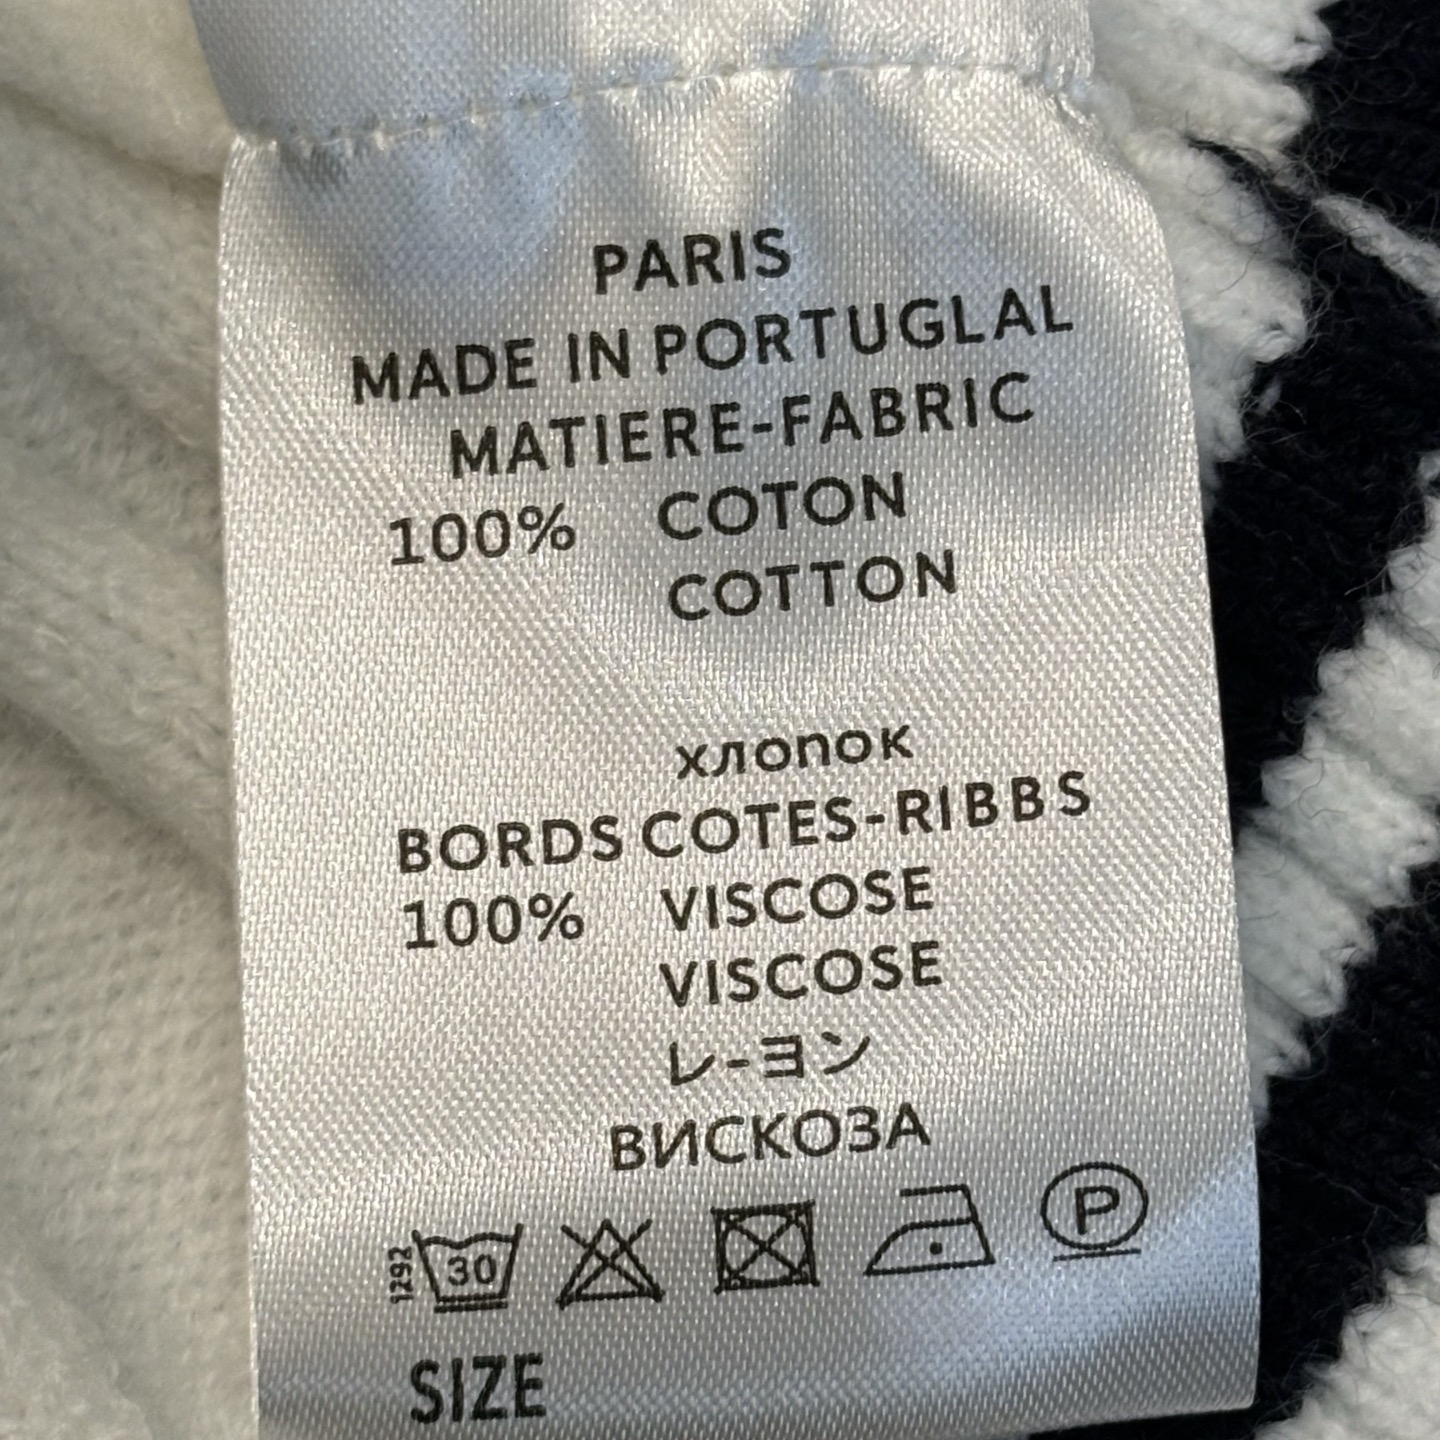 PARIS
MADE IN PORTUGLAL
MATIERE-FABRIC
100% COTON
COTTON
хлопок
BORDS COTES-RIBBS
100% VISCOSE
VISCOSE
レ-ヨン
ВИСКОЗА
1292 30 P
SIZE